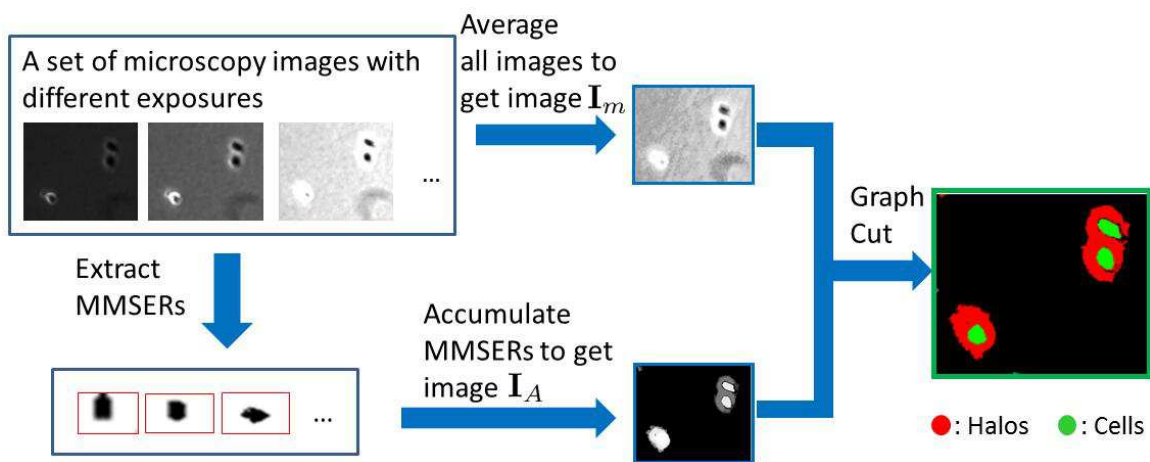 A set of microscopy images with
different exposures
...
Average
all images to
get image I_m
Extract
MMSERs
...
Accumulate
MMSERs to get
image I_A
Graph
Cut
: Halos : Cells